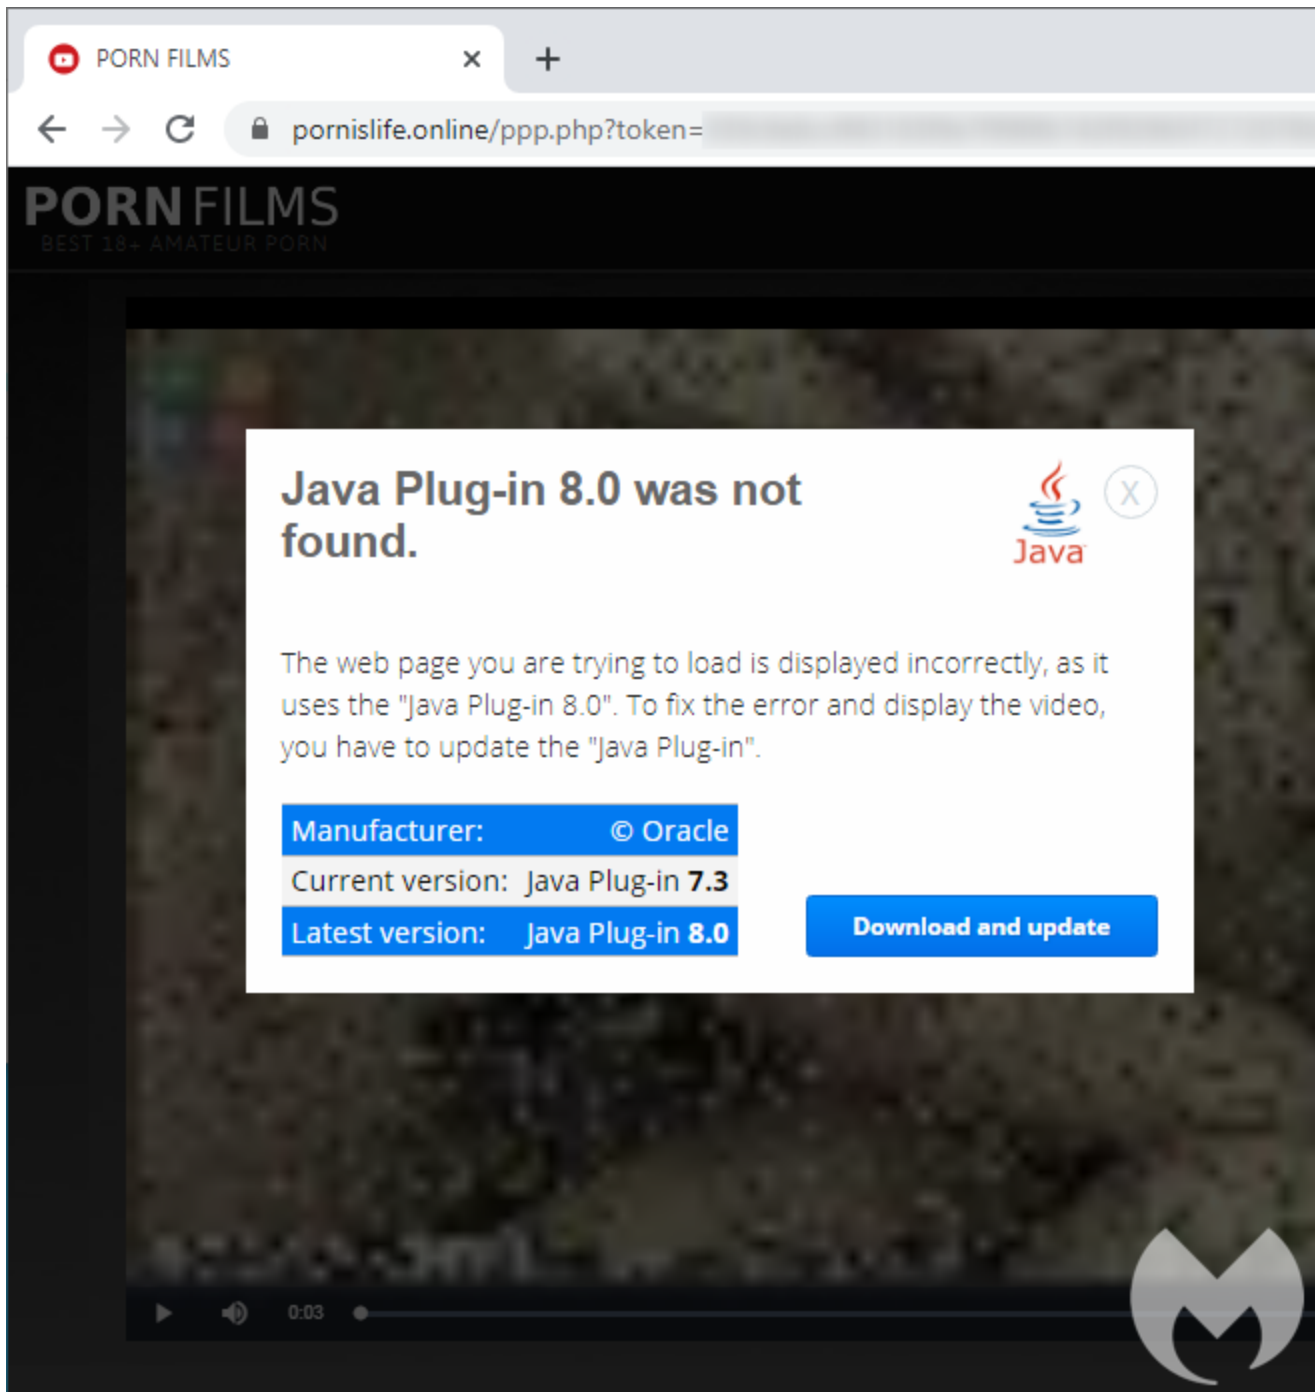 PORN FILMS
pornislife.online/ppp.php?token=
PORN FILMS
BEST 18+ AMATEUR PORN
Java Plug-in 8.0 was not
found.
X
Java
The web page you are trying to load is displayed incorrectly, as it
uses the "Java Plug-in 8.0". To fix the error and display the video,
you have to update the "Java Plug-in".
Manufacturer: © Oracle
Current version: Java Plug-in 7.3
Latest version: Java Plug-in 8.0
Download and update
0:03